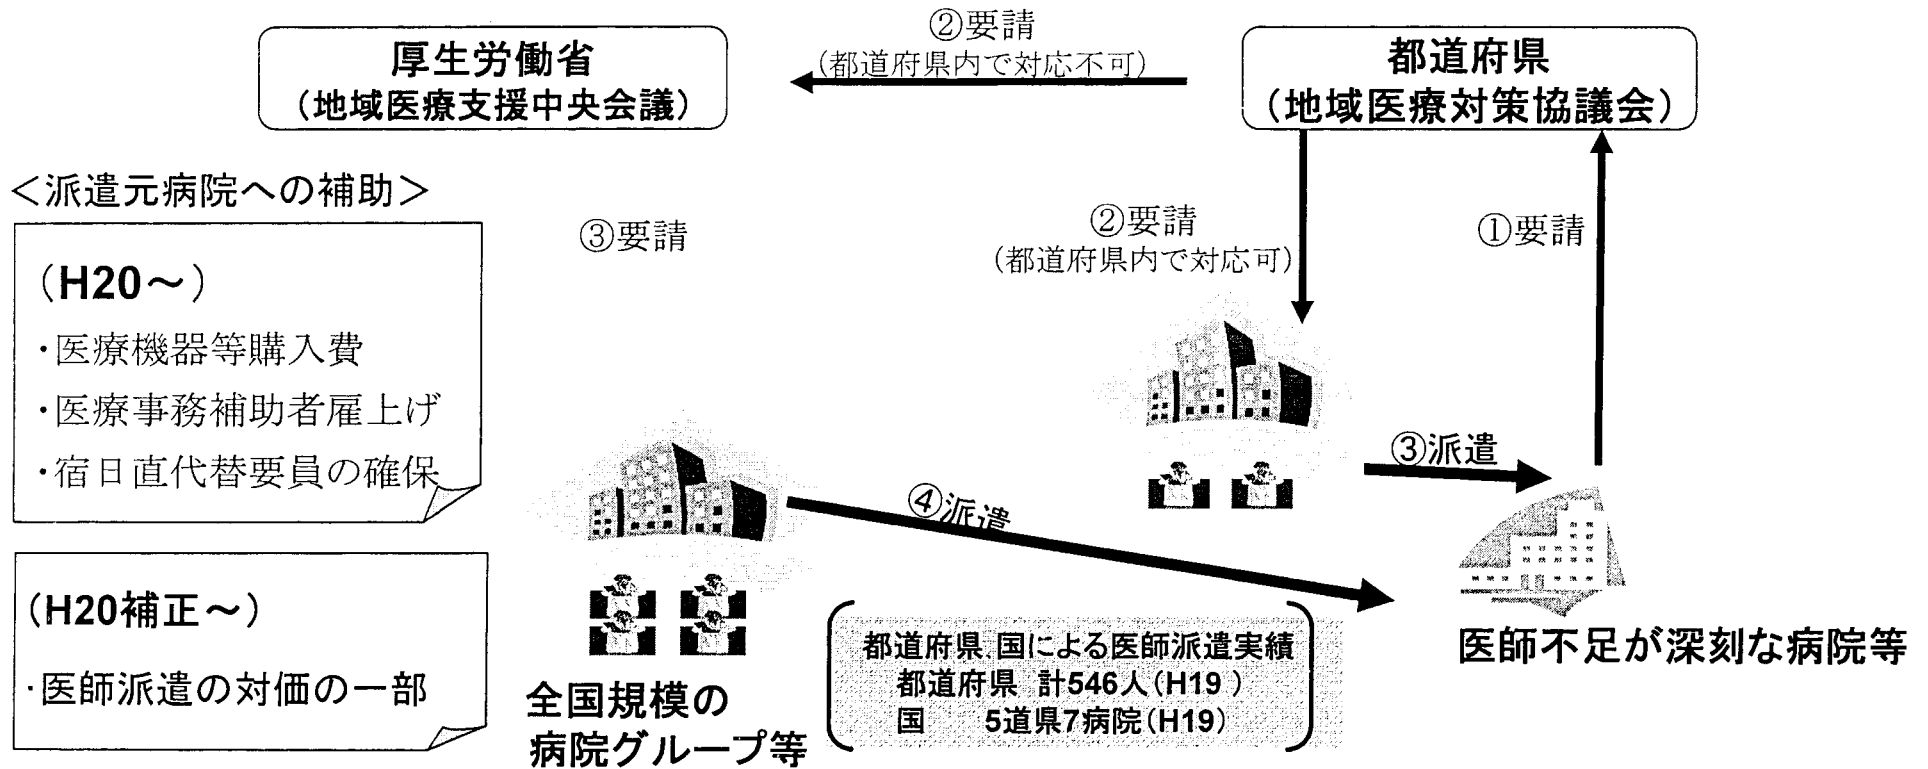 ②要請
(都道府県内で対応不可)
厚生労働省
（地域医療支援中央会議）
都道府県
（地域医療対策協議会）
＜派遣元病院への補助＞
（H20～）
・医療機器等購入費
・医療事務補助者雇上げ
・宿日直代替要員の確保
（H20補正～）
・医師派遣の対価の一部
③要請
②要請
(都道府県内で対応可)
①要請
③派遣
④派遣
全国規模の
病院グループ等
都道府県、国による医師派遣実績
都道府県 計546人(H19 )
国 5道県7病院(H19)
医師不足が深刻な病院等